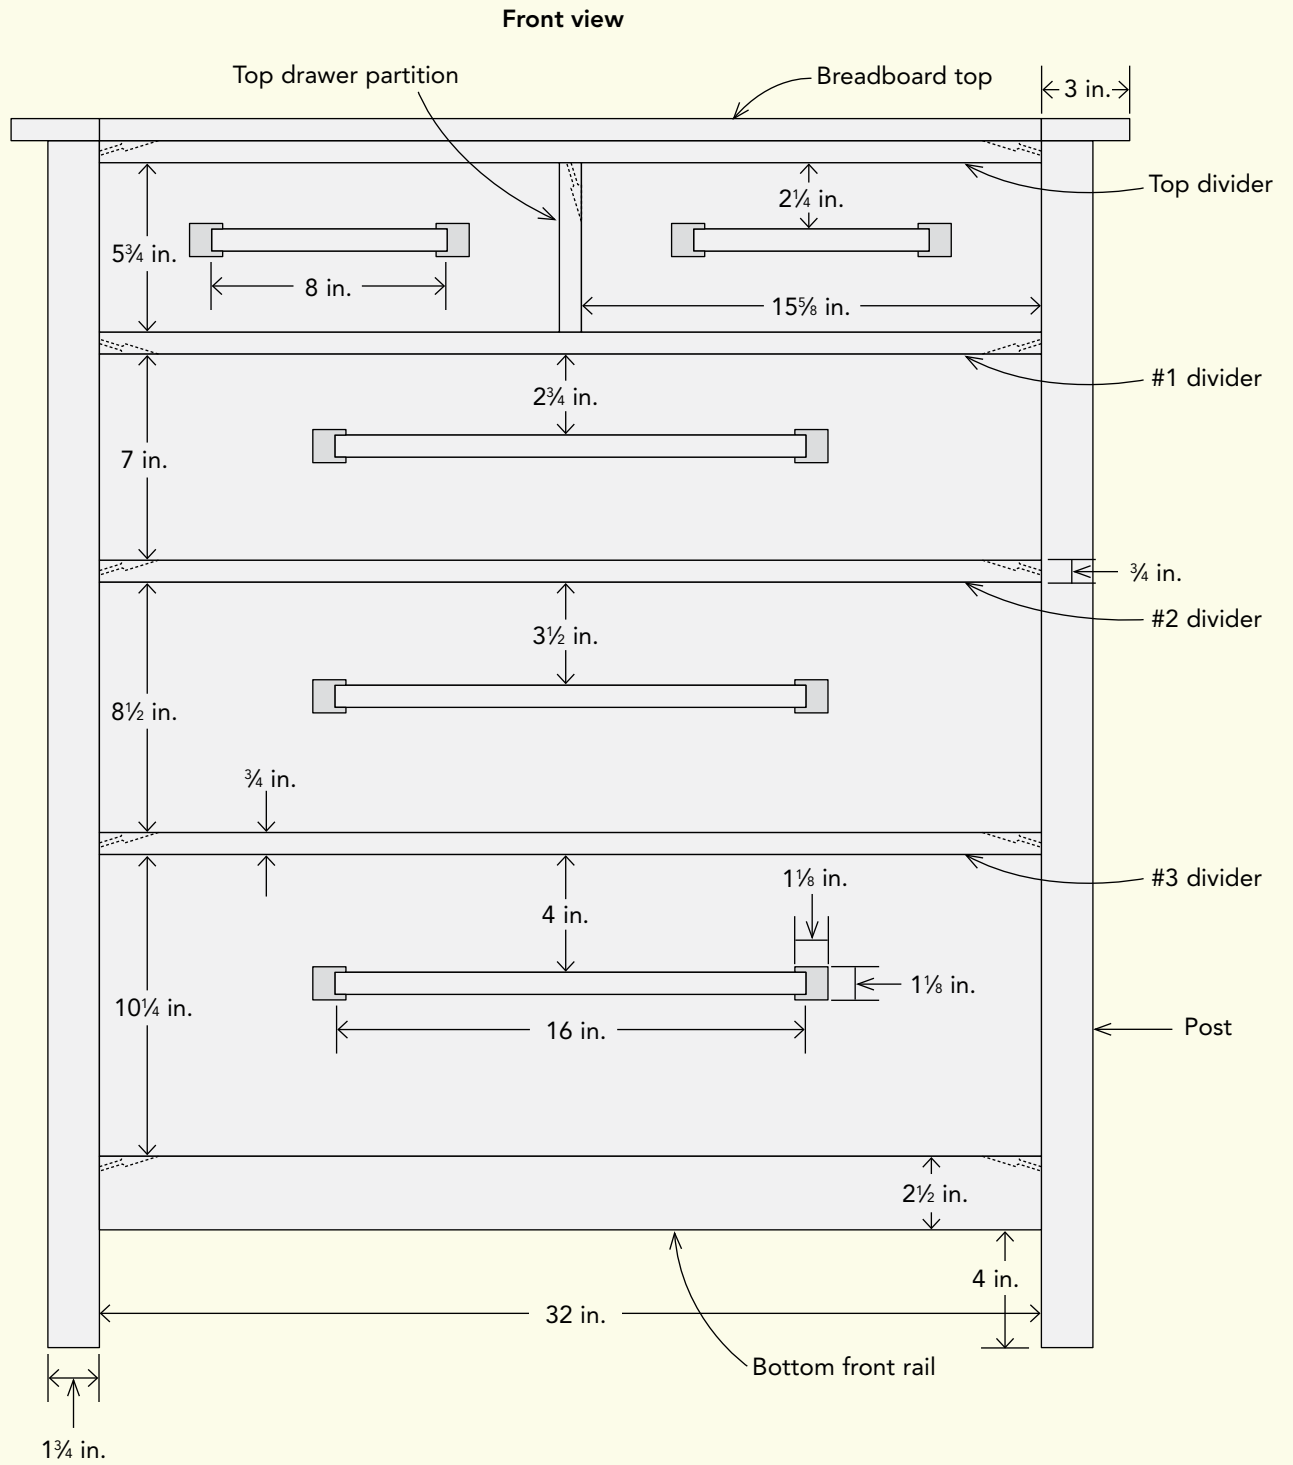 Front view
Top drawer partition
Breadboard top
3 in.
Top divider
2¼ in.
5¾ in.
8 in.
15⅝ in.
#1 divider
2¾ in.
7 in.
¾ in.
#2 divider
3½ in.
8½ in.
¾ in.
#3 divider
1⅛ in.
4 in.
1⅛ in.
10¼ in.
16 in.
Post
2½ in.
4 in.
32 in.
Bottom front rail
1¾ in.